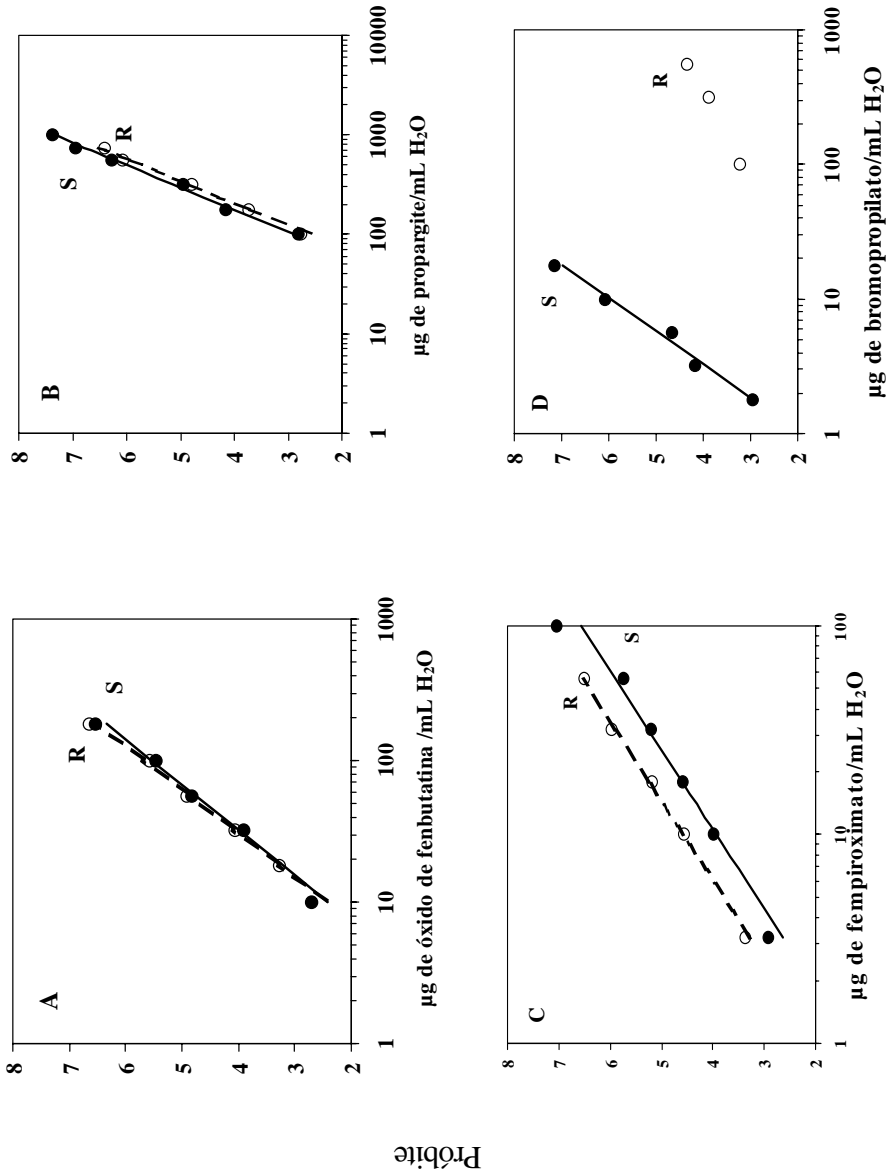 Próbite
A
8
7
6
5
4
3
2
R
S
1
10
100
1000
µg de óxido de fenbutatina /mL H₂O
B
8
7
6
5
4
3
2
S
R
1
10
100
1000
10000
µg de propargite/mL H₂O
C
8
7
6
5
4
3
2
R
S
1
10
100
µg de fempiroximato/mL H₂O
D
8
7
6
5
4
3
2
S
R
1
10
100
1000
µg de bromopropilato/mL H₂O